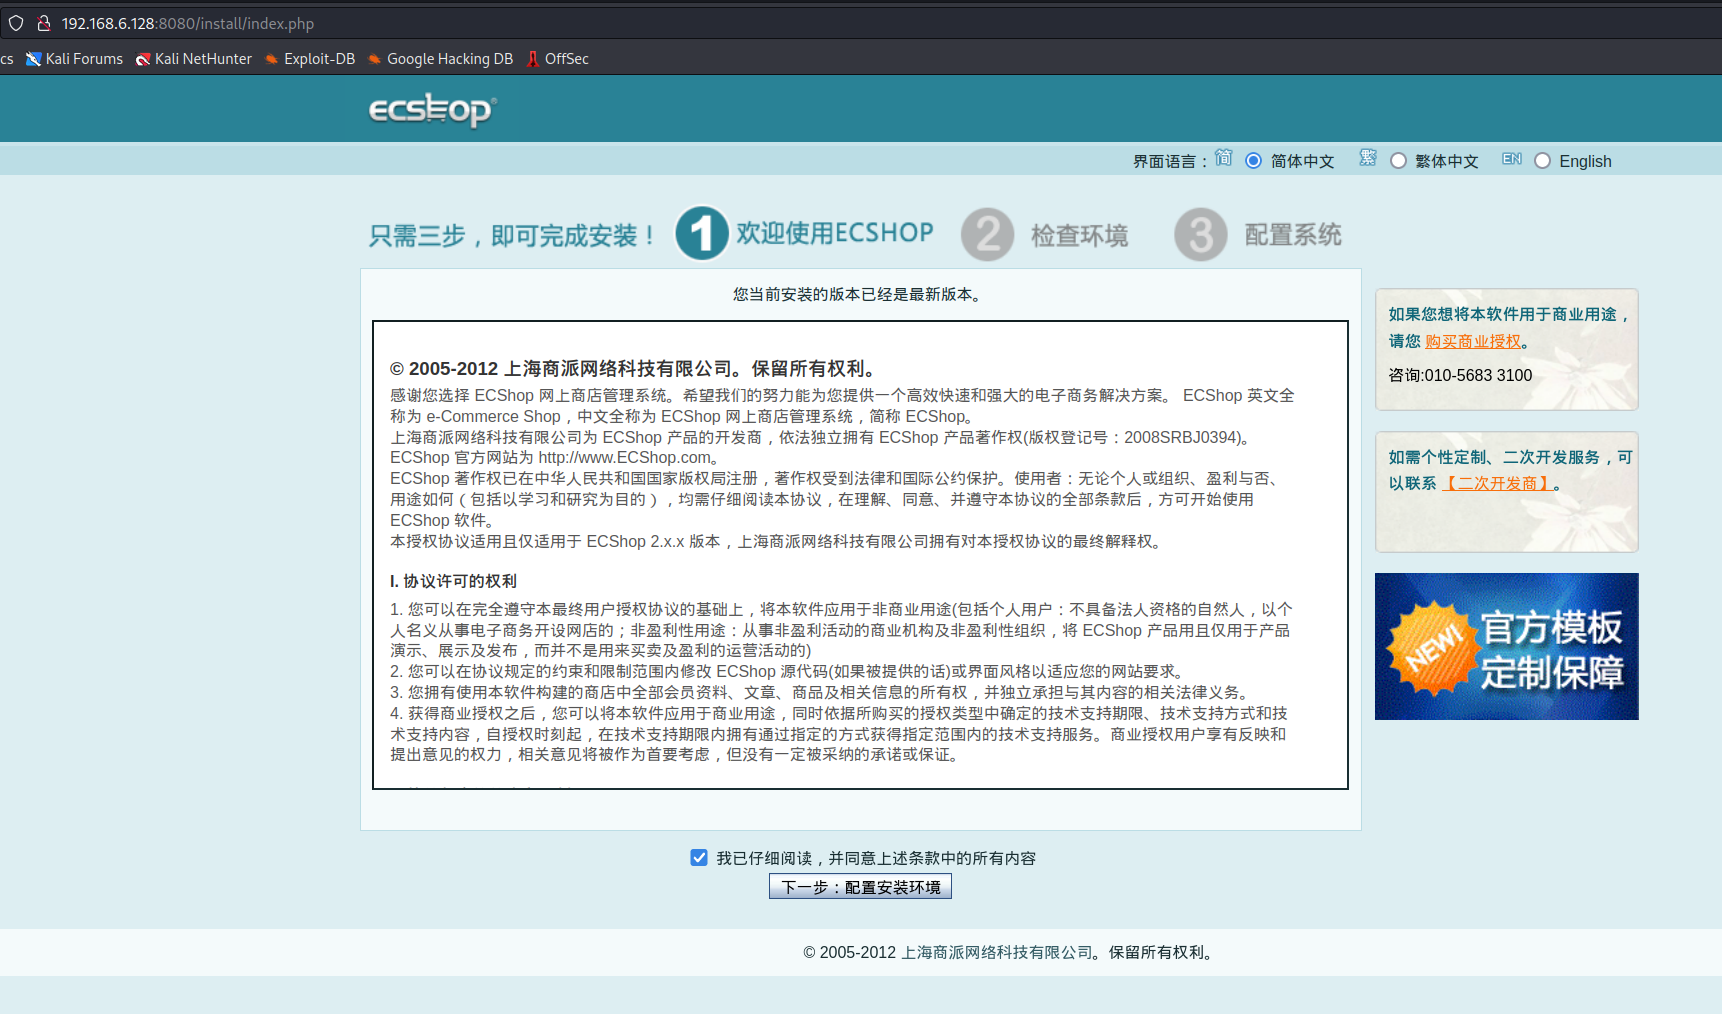 192.168.6.128:8080/install/index.php
cs Kali Forums Kali NetHunter Exploit-DB Google Hacking DB OffSec
ecshop®
界面语言： 简 简体中文 繁 繁体中文 EN English
只需三步，即可完成安装！ 1 欢迎使用ECSHOP 2 检查环境 3 配置系统
您当前安装的版本已经是最新版本。
© 2005-2012 上海商派网络科技有限公司。保留所有权利。
感谢您选择 ECShop 网上商店管理系统。希望我们的努力能为您提供一个高效快速和强大的电子商务解决方案。 ECShop 英文全
称为 e-Commerce Shop，中文全称为 ECShop 网上商店管理系统，简称 ECShop。
上海商派网络科技有限公司为 ECShop 产品的开发商，依法独立拥有 ECShop 产品著作权(版权登记号：2008SRBJ0394)。
ECShop 官方网站为 http://www.ECShop.com。
ECShop 著作权已在中华人民共和国国家版权局注册，著作权受到法律和国际公约保护。使用者：无论个人或组织、盈利与否、
用途如何（包括以学习和研究为目的），均需仔细阅读本协议，在理解、同意、并遵守本协议的全部条款后，方可开始使用
ECShop 软件。
本授权协议适用且仅适用于 ECShop 2.x.x 版本，上海商派网络科技有限公司拥有对本授权协议的最终解释权。
I. 协议许可的权利
1. 您可以在完全遵守本最终用户授权协议的基础上，将本软件应用于非商业用途(包括个人用户：不具备法人资格的自然人，以个
人名义从事电子商务开设网店的；非盈利性用途：从事非盈利活动的商业机构及非盈利性组织，将 ECShop 产品用且仅用于产品
演示、展示及发布，而并不是用来买卖及盈利的运营活动的)
2. 您可以在协议规定的约束和限制范围内修改 ECShop 源代码(如果被提供的话)或界面风格以适应您的网站要求。
3. 您拥有使用本软件构建的商店中全部会员资料、文章、商品及相关信息的所有权，并独立承担与其内容的相关法律义务。
4. 获得商业授权之后，您可以将本软件应用于商业用途，同时依据所购买的授权类型中确定的技术支持期限、技术支持方式和技
术支持内容，自授权时刻起，在技术支持期限内拥有通过指定的方式获得指定范围内的技术支持服务。商业授权用户享有反映和
提出意见的权力，相关意见将被作为首要考虑，但没有一定被采纳的承诺或保证。
如果您想将本软件用于商业用途，
请您 购买商业授权。
咨询:010-5683 3100
如需个性定制、二次开发服务，可
以联系 【二次开发商】。
NEW! 官方模板
定制保障
我已仔细阅读，并同意上述条款中的所有内容
下一步：配置安装环境
© 2005-2012 上海商派网络科技有限公司。保留所有权利。